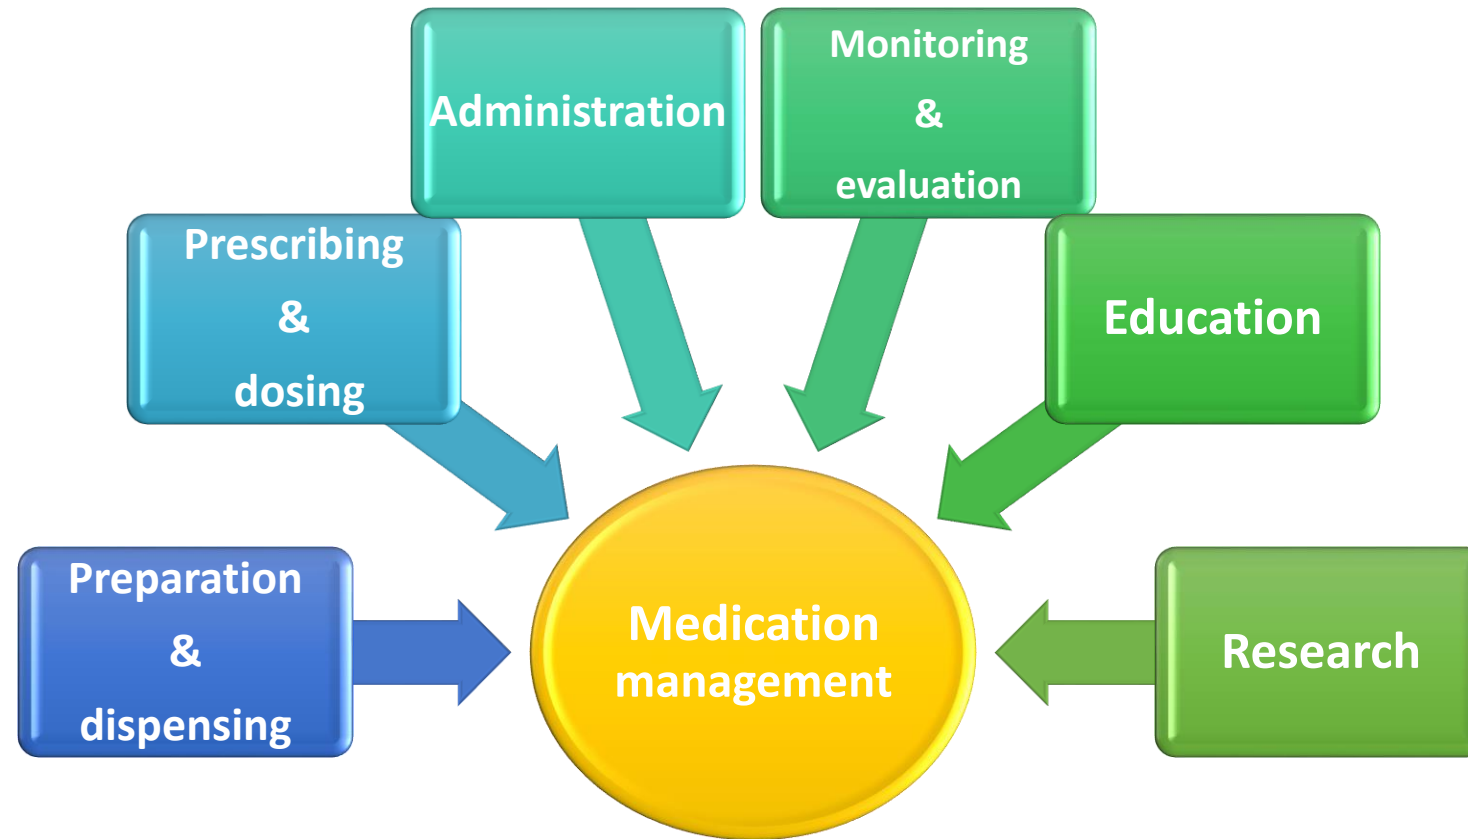 Preparation
&
dispensing
Prescribing
&
dosing
Administration
Monitoring
&
evaluation
Education
Research
Medication
management